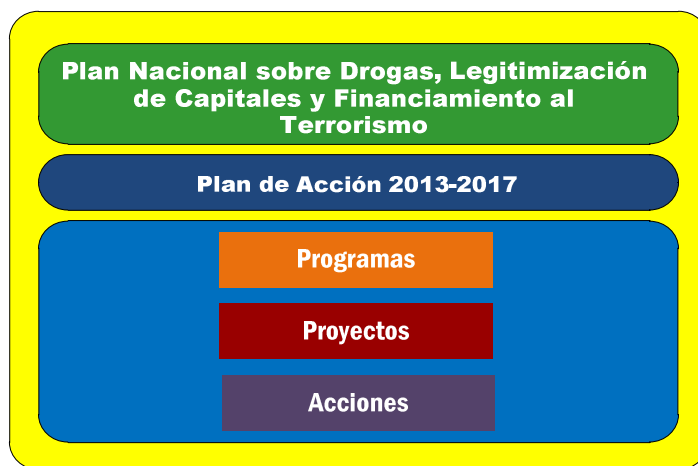 Plan Nacional sobre Drogas, Legitimización
de Capitales y Financiamiento al
Terrorismo
Plan de Acción 2013-2017
Programas
Proyectos
Acciones